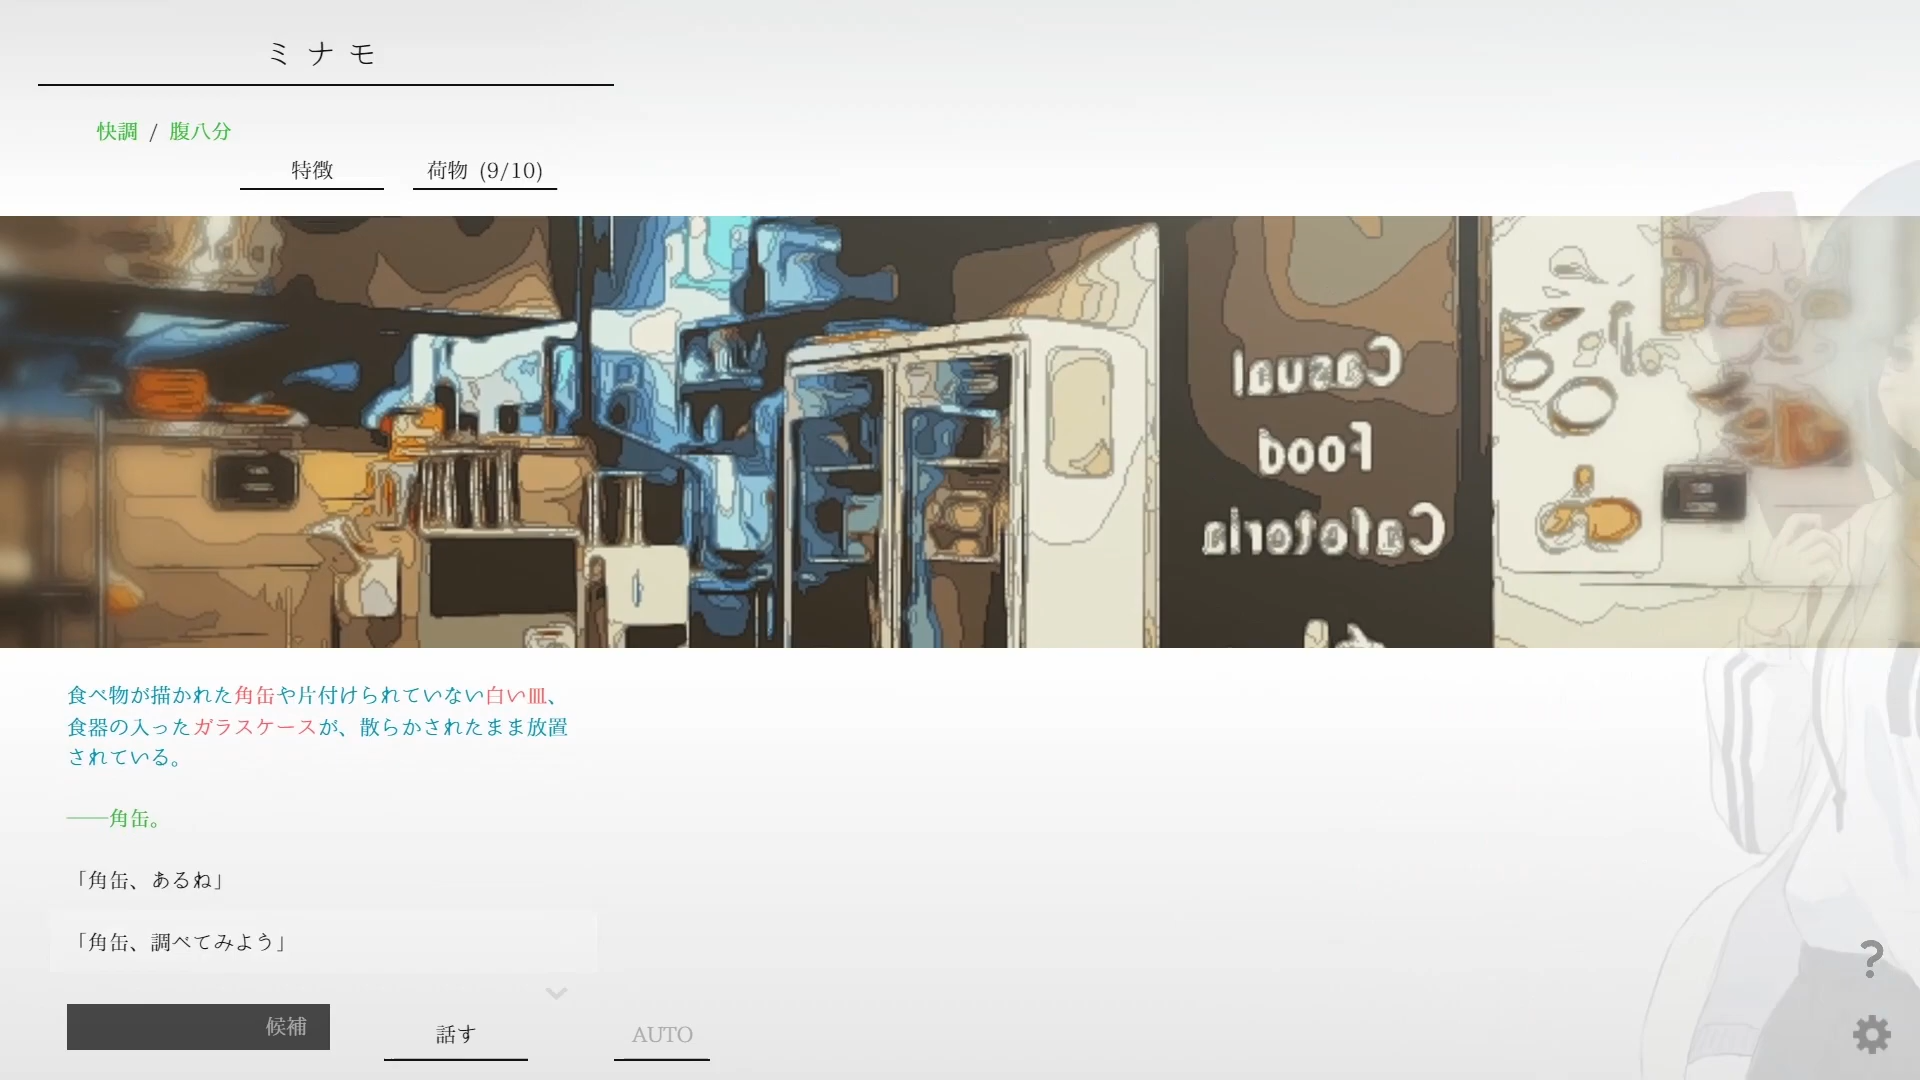 ミナモ
快調 / 腹八分
特徴
荷物 (9/10)
Casual
Food
Cafeteria
食べ物が描かれた角缶や片付けられていない白い皿、
食器の入ったガラスケースが、散らかされたまま放置
されている。
──角缶。
「角缶、あるね」
「角缶、調べてみよう」
候補
話す
AUTO
?